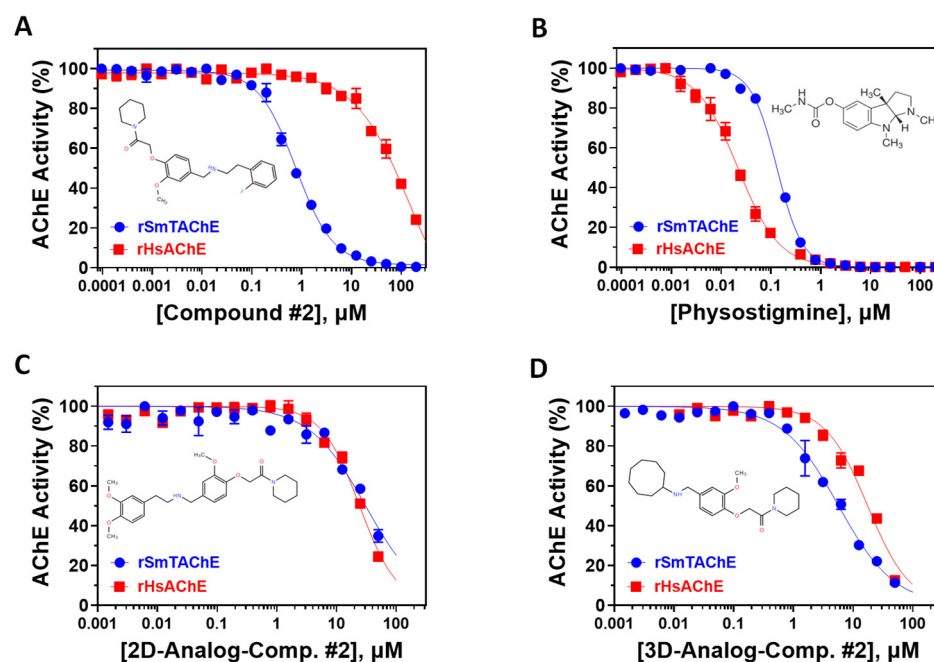 A
AChE Activity (%)
100
80
60
40
20
0
0.0001
0.001
0.01
0.1
1
10
100
rSmTAChE
rHsAChE
[Compound #2], µM
B
AChE Activity (%)
100
80
60
40
20
0
0.0001
0.001
0.01
0.1
1
10
100
rSmTAChE
rHsAChE
[Physostigmine], µM
C
AChE Activity (%)
100
80
60
40
20
0
0.001
0.01
0.1
1
10
100
rSmTAChE
rHsAChE
[2D-Analog-Comp. #2], µM
D
AChE Activity (%)
100
80
60
40
20
0
0.001
0.01
0.1
1
10
100
rSmTAChE
rHsAChE
[3D-Analog-Comp. #2], µM